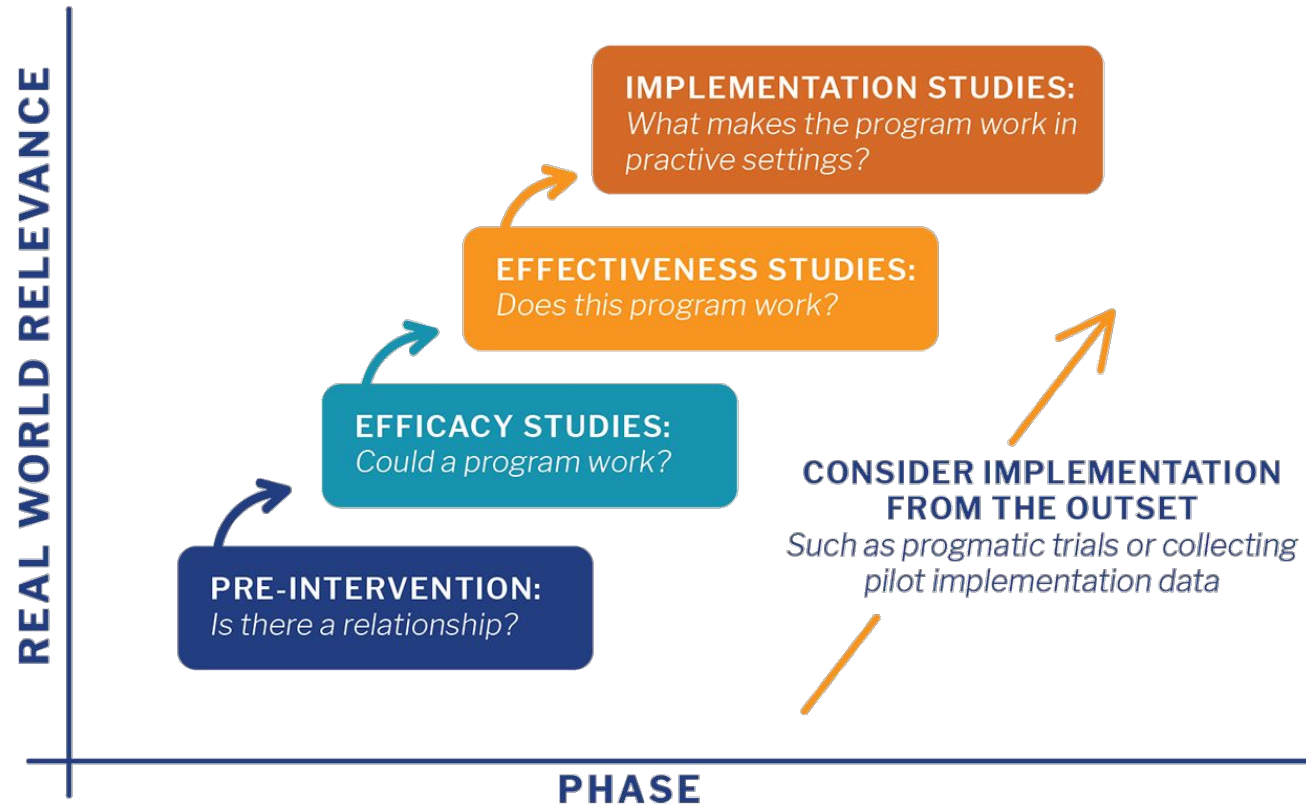 REAL WORLD RELEVANCE
IMPLEMENTATION STUDIES:
What makes the program work in
practive settings?
EFFECTIVENESS STUDIES:
Does this program work?
EFFICACY STUDIES:
Could a program work?
PRE-INTERVENTION:
Is there a relationship?
CONSIDER IMPLEMENTATION
FROM THE OUTSET
Such as progmatic trials or collecting
pilot implementation data
PHASE